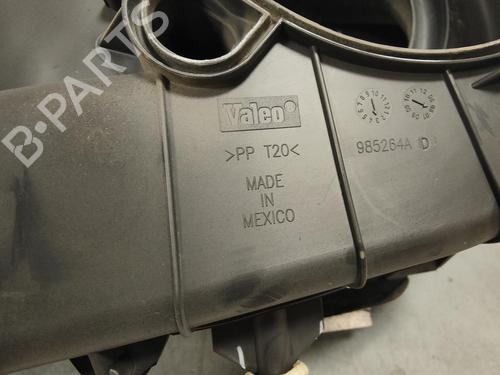 B-PARTS
Valeo
>PP T20<
MADE
IN
MEXICO
985264A D